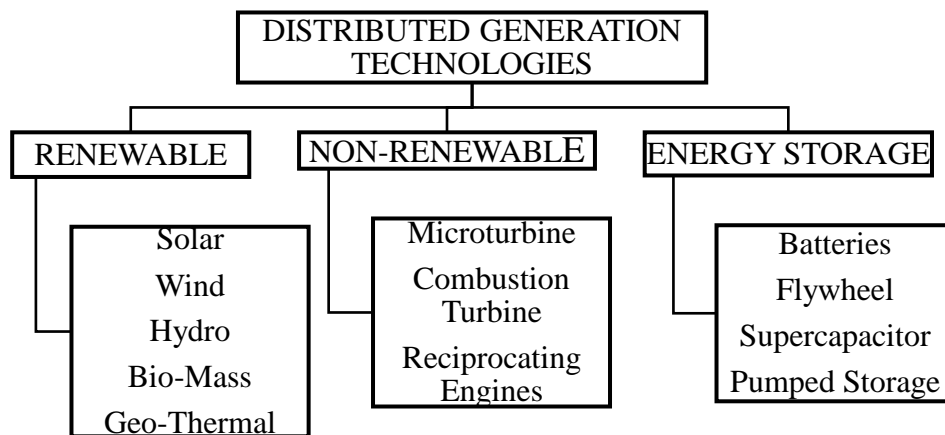 DISTRIBUTED GENERATION
TECHNOLOGIES
RENEWABLE
NON-RENEWABLE
ENERGY STORAGE
Solar
Wind
Hydro
Bio-Mass
Geo-Thermal
Microturbine
Combustion
Turbine
Reciprocating
Engines
Batteries
Flywheel
Supercapacitor
Pumped Storage